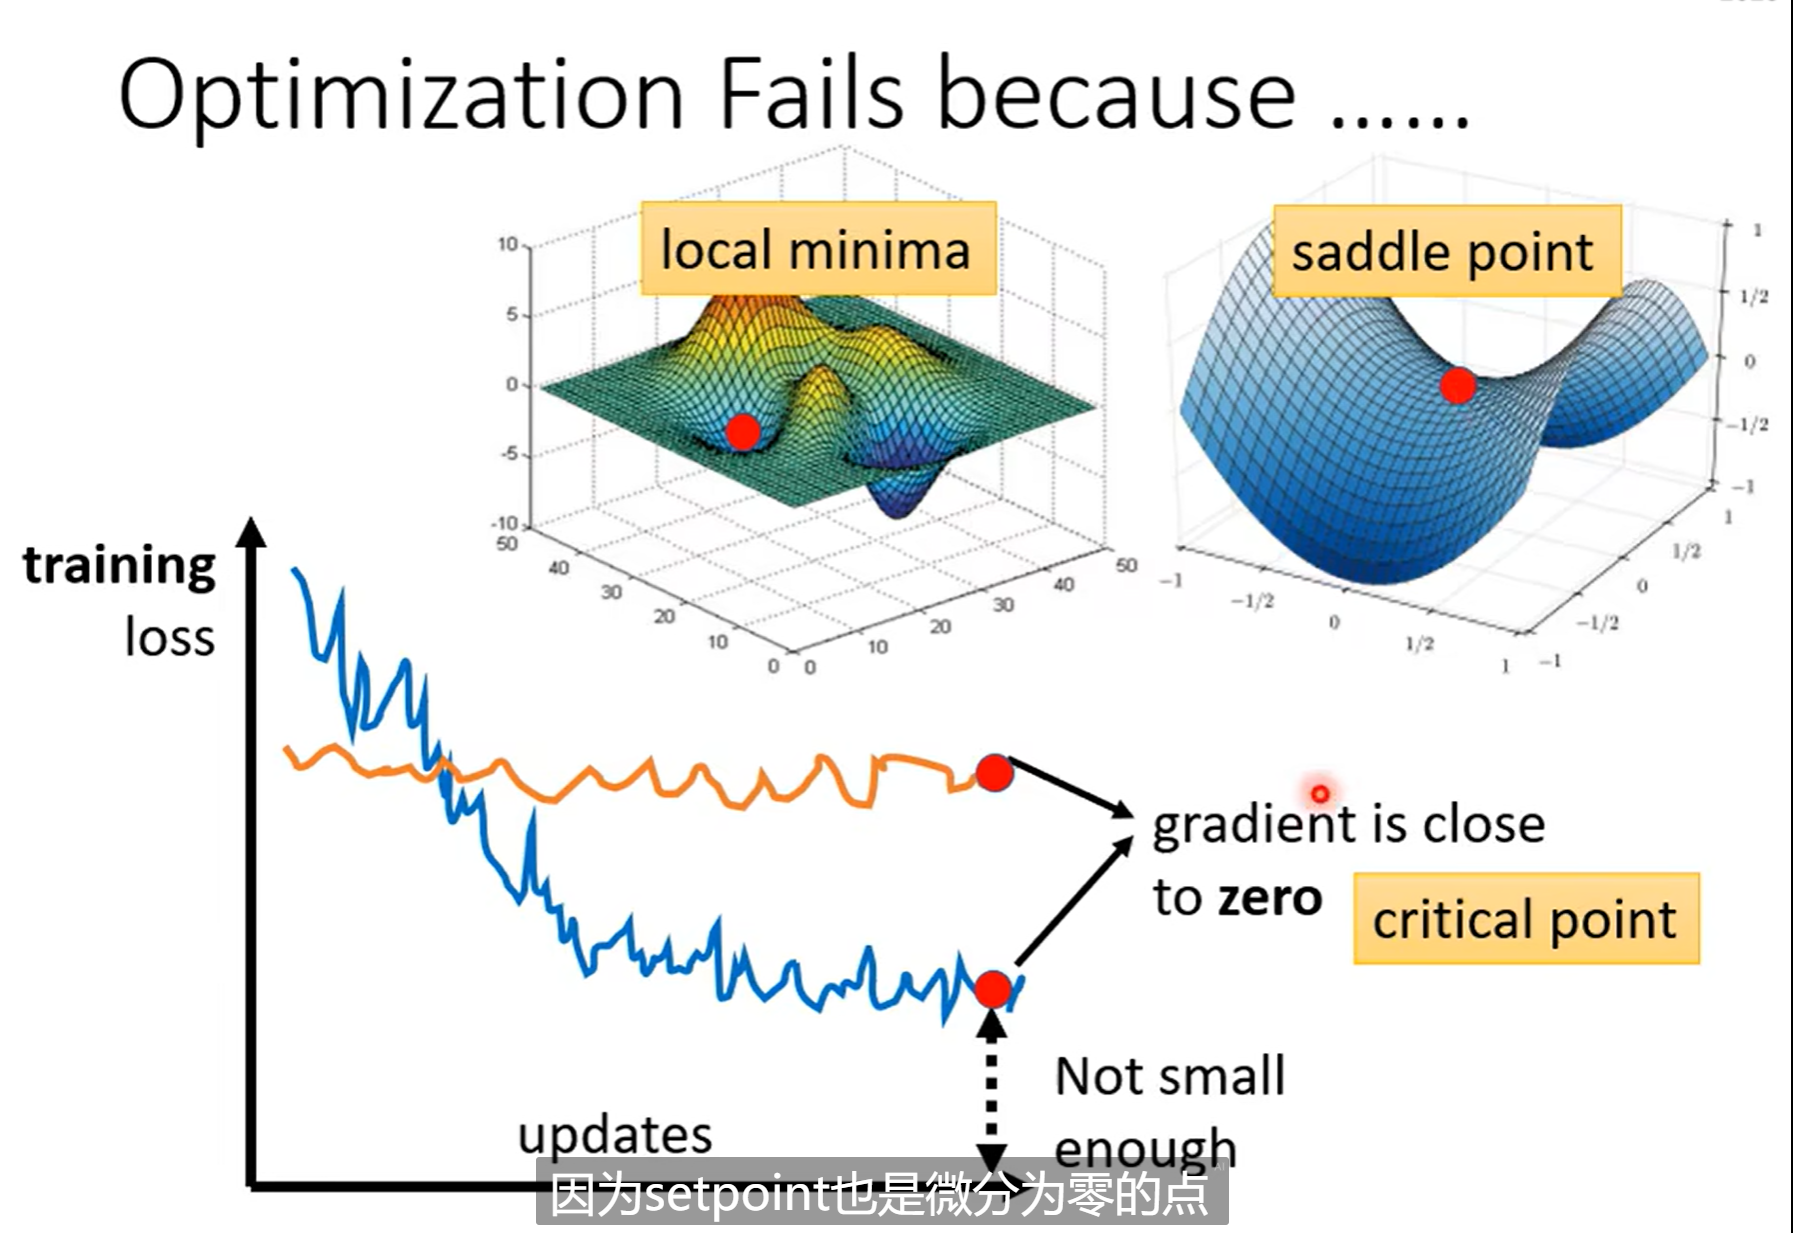 Optimization Fails because ……
local minima
saddle point
10
5
0
-5
-10
50
40
30
20
10
0
0
10
20
30
40
50
1
1/2
0
−1/2
−1
−1
−1/2
0
1/2
1
−1
−1/2
0
1/2
1
training
loss
gradient is close
to zero
critical point
Not small
enough
updates
因为setpoint也是微分为零的点
AI